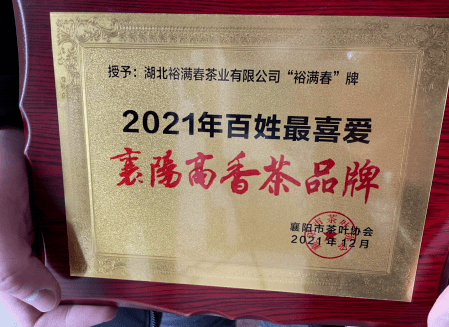 授予：湖北裕满春茶业有限公司“裕满春”牌
2021年百姓最喜爱
襄陽高香茶品牌
襄阳市茶叶协会
2021年12月